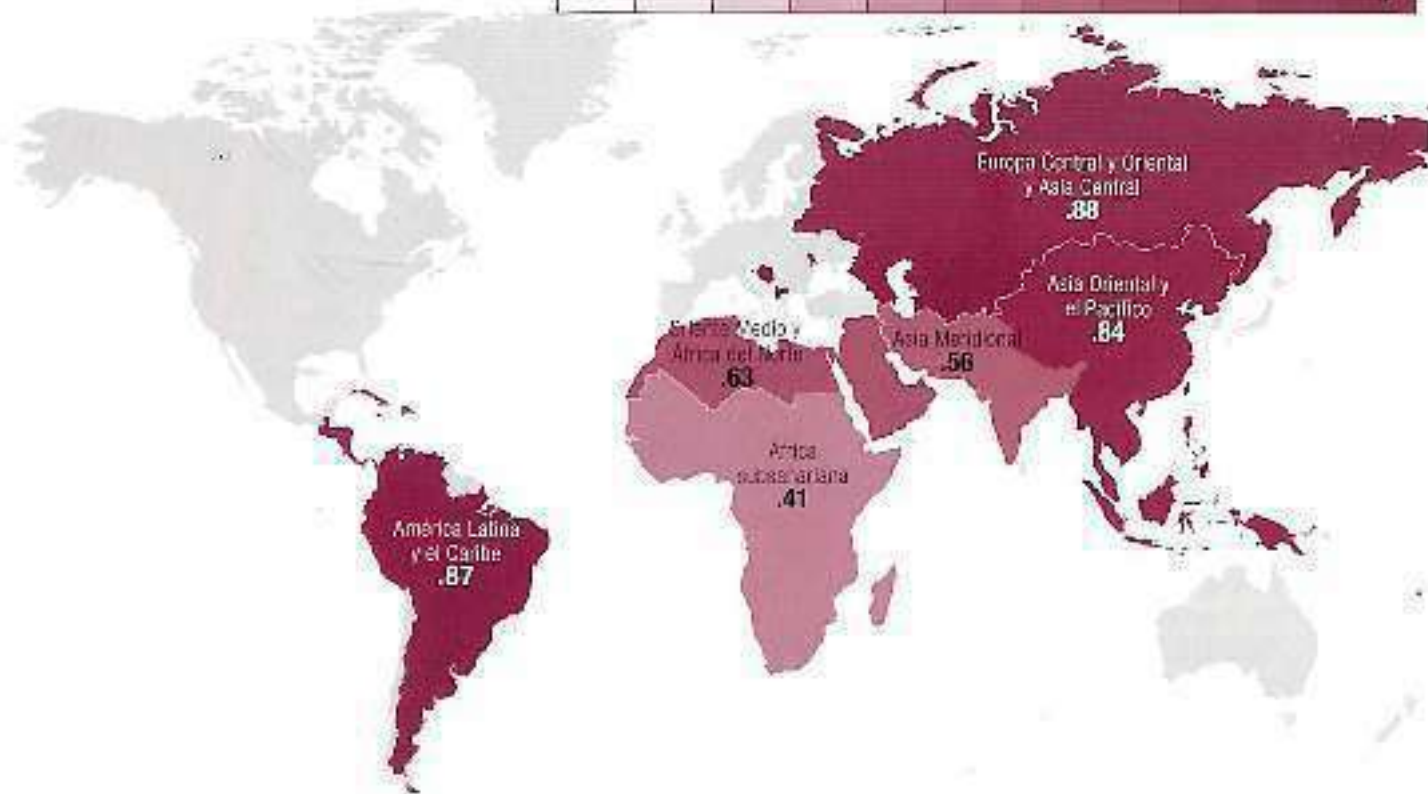 Europa Central y Oriental
y Asia Central
.88
Asia Oriental y
el Pacífico
.84
Oriente Medio y
África del Norte
.63
Asia Meridional
.56
África
subsahariana
.41
América Latina
y el Caribe
.87